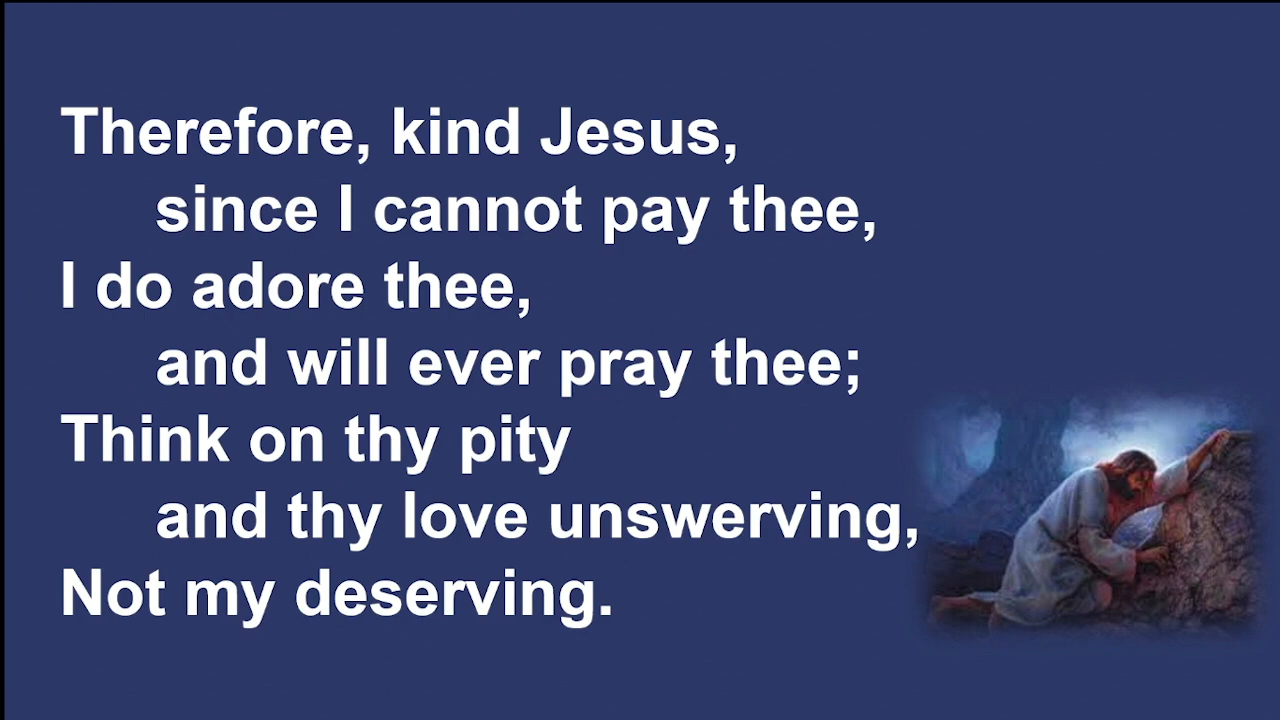 Therefore, kind Jesus,
since I cannot pay thee,
I do adore thee,
and will ever pray thee;
Think on thy pity
and thy love unswerving,
Not my deserving.